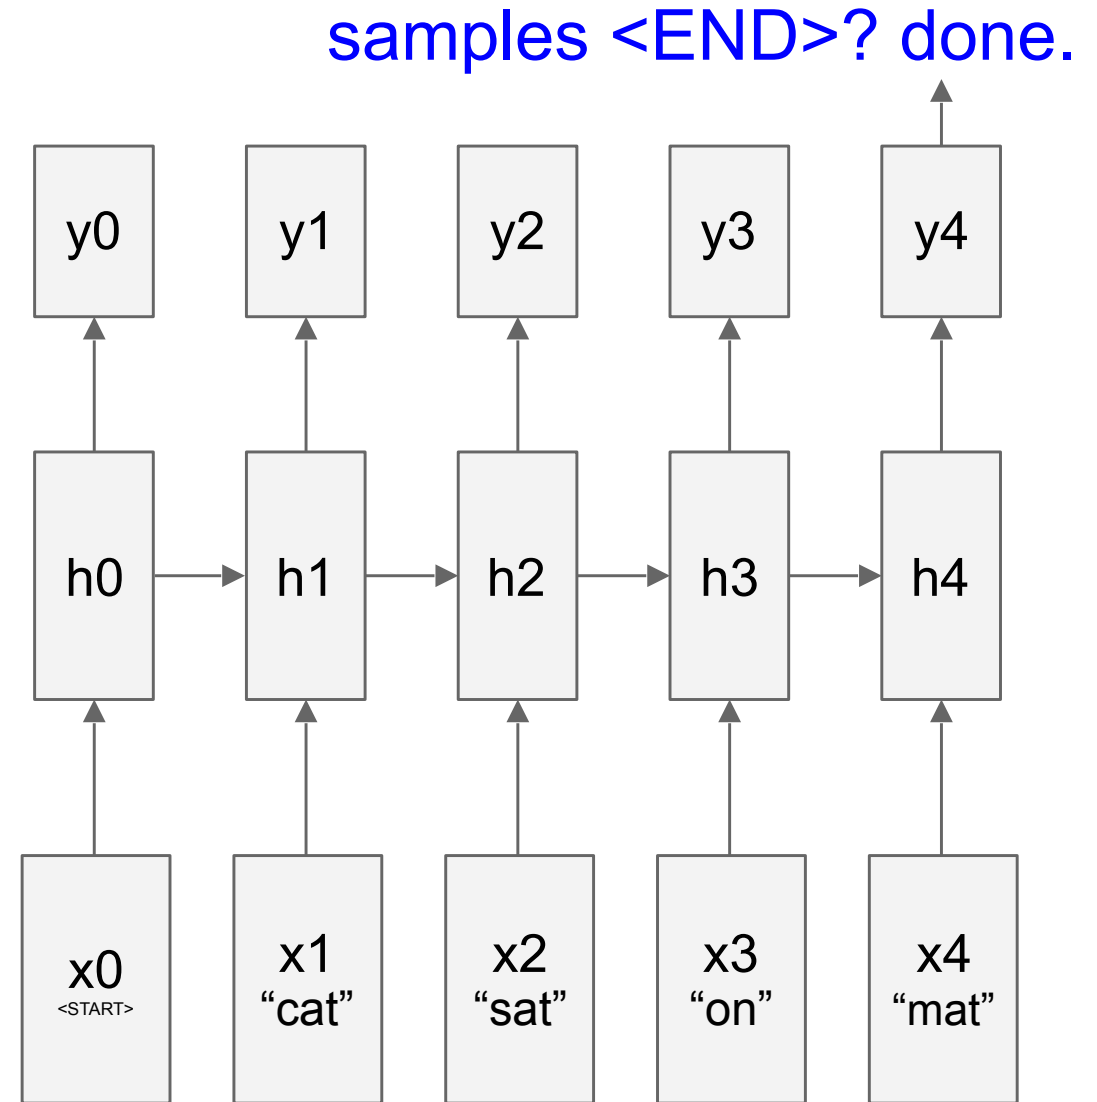 samples <END>? done.
y0
y1
y2
y3
y4
h0
h1
h2
h3
h4
x0
<START>
x1
“cat”
x2
“sat”
x3
“on”
x4
“mat”